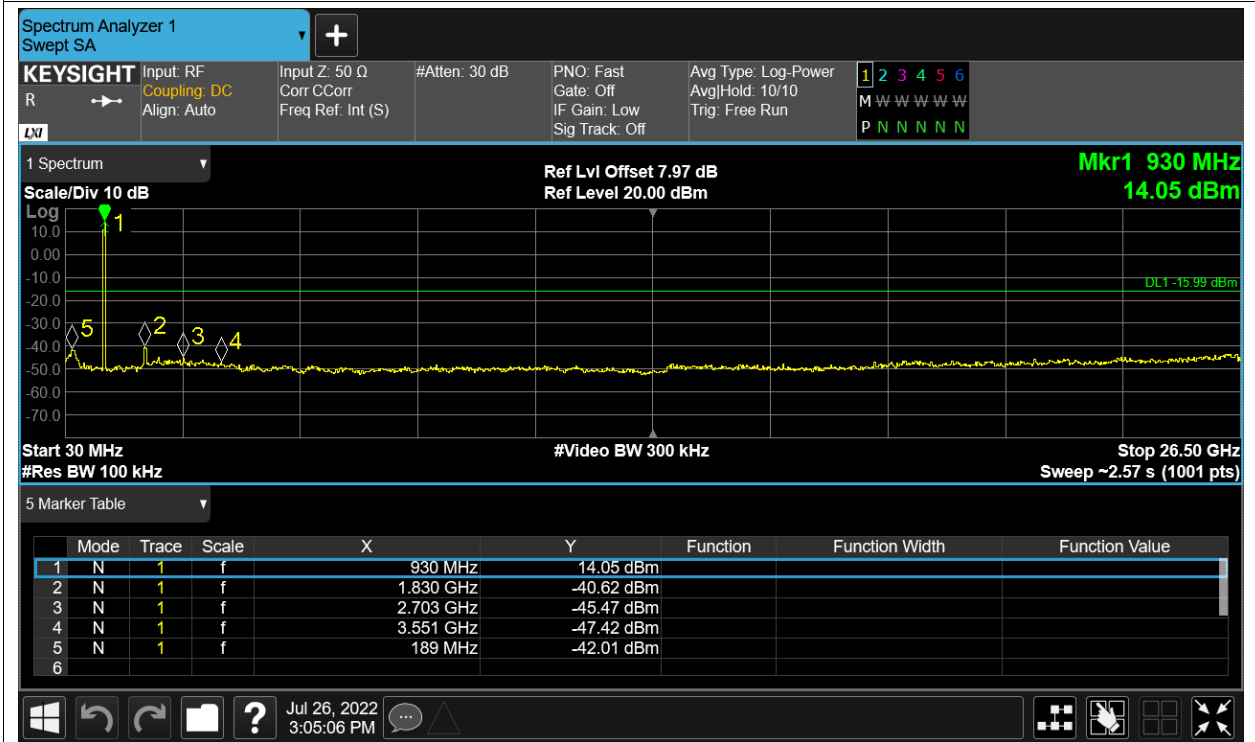 Spectrum Analyzer 1
Swept SA
KEYSIGHT
R
LXI
Input: RF
Coupling: DC
Align: Auto
Input Z: 50 Ω
Corr CCorr
Freq Ref: Int (S)
#Atten: 30 dB
PNO: Fast
Gate: Off
IF Gain: Low
Sig Track: Off
Avg Type: Log-Power
Avg|Hold: 10/10
Trig: Free Run
1 2 3 4 5 6
M W W W W W
P N N N N N
1 Spectrum
Scale/Div 10 dB
Ref Lvl Offset 7.97 dB
Ref Level 20.00 dBm
Mkr1 930 MHz
14.05 dBm
Log
10.0
0.00
-10.0
-20.0
-30.0
-40.0
-50.0
-60.0
-70.0
1
DL1 -15.99 dBm
5
2
3
4
Start 30 MHz
#Res BW 100 kHz
#Video BW 300 kHz
Stop 26.50 GHz
Sweep ~2.57 s (1001 pts)
5 Marker Table
Mode Trace Scale X Y Function Function Width Function Value
1 N 1 f 930 MHz 14.05 dBm
2 N 1 f 1.830 GHz -40.62 dBm
3 N 1 f 2.703 GHz -45.47 dBm
4 N 1 f 3.551 GHz -47.42 dBm
5 N 1 f 189 MHz -42.01 dBm
6
?
Jul 26, 2022
3:05:06 PM